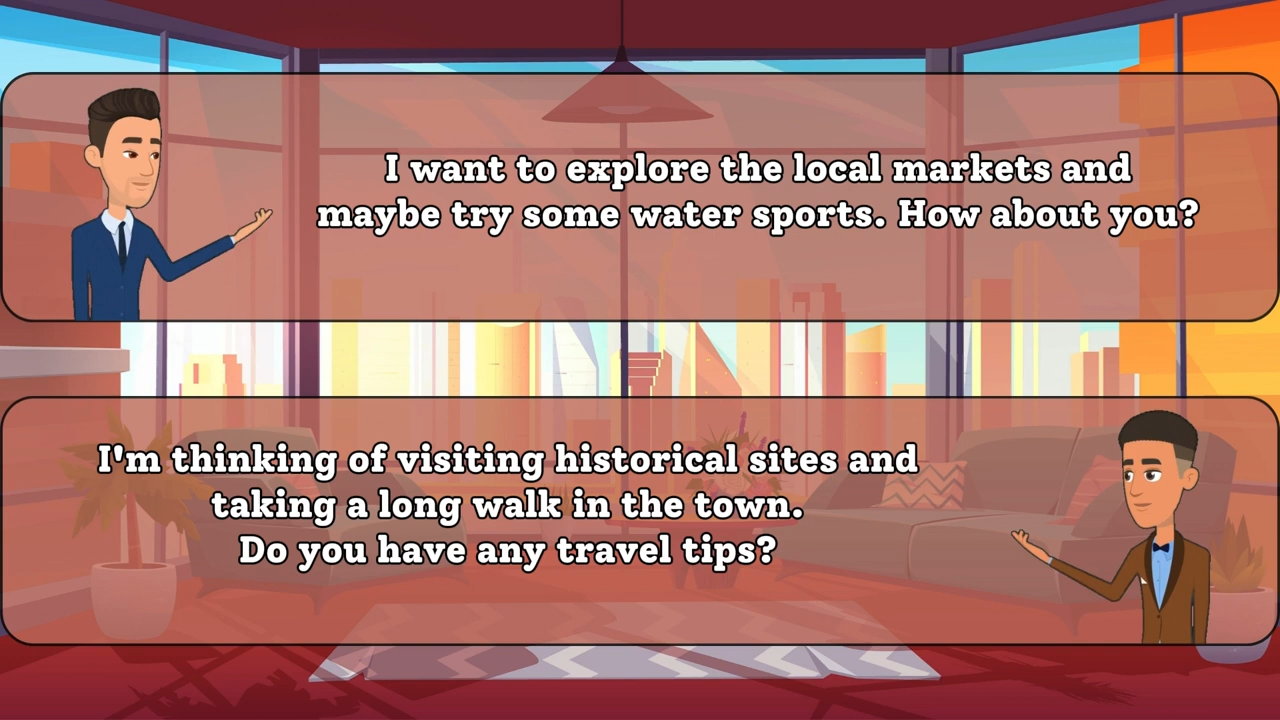 I want to explore the local markets and
maybe try some water sports. How about you?
I'm thinking of visiting historical sites and
taking a long walk in the town.
Do you have any travel tips?